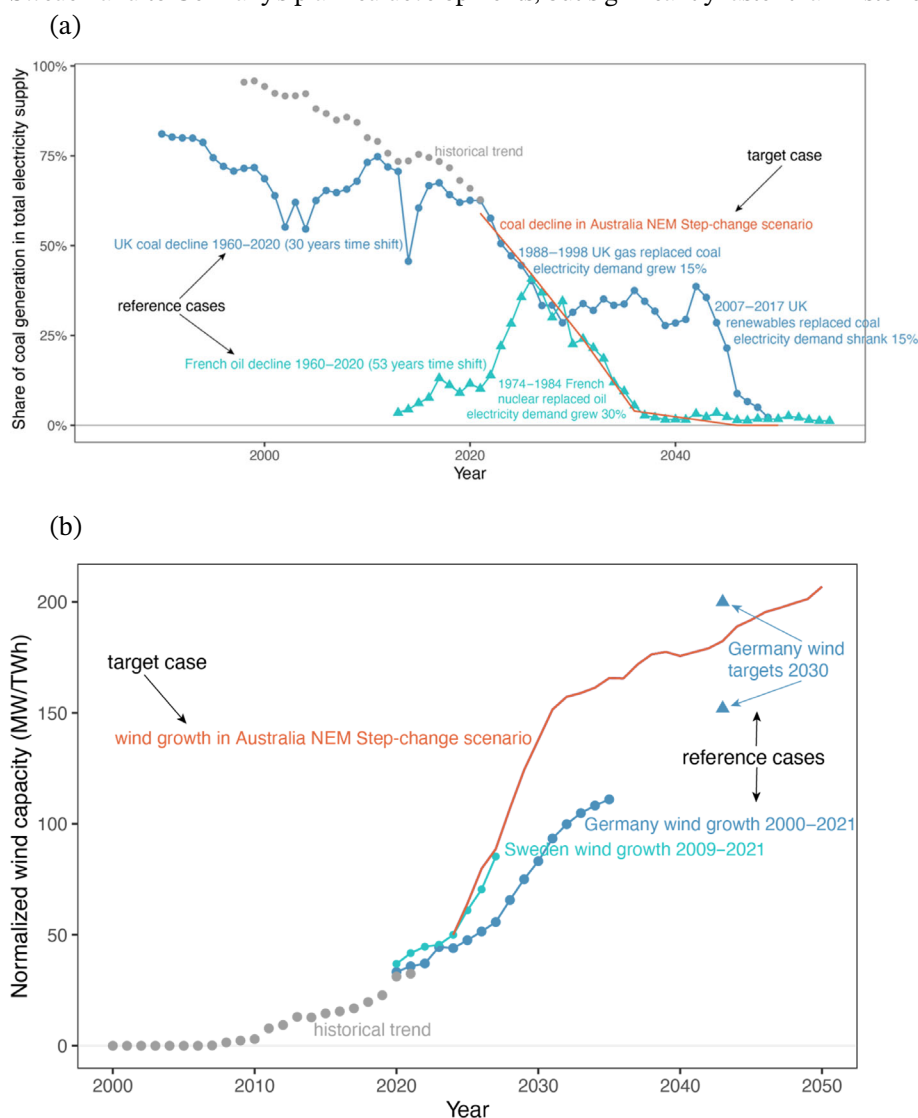 (a)
100%
75%
50%
25%
0%
Share of coal generation in total electricity supply
historical trend
target case
coal decline in Australia NEM Step-change scenario
UK coal decline 1960–2020 (30 years time shift)
1988–1998 UK gas replaced coal
electricity demand grew 15%
reference cases
2007–2017 UK
renewables replaced coal
electricity demand shrank 15%
French oil decline 1960–2020 (53 years time shift)
1974–1984 French
nuclear replaced oil
electricity demand grew 30%
2000
2020
2040
Year
(b)
200
150
100
50
0
Normalized wind capacity (MW/TWh)
target case
wind growth in Australia NEM Step-change scenario
Germany wind
targets 2030
reference cases
Germany wind growth 2000–2021
Sweden wind growth 2009–2021
historical trend
2000
2010
2020
2030
2040
2050
Year